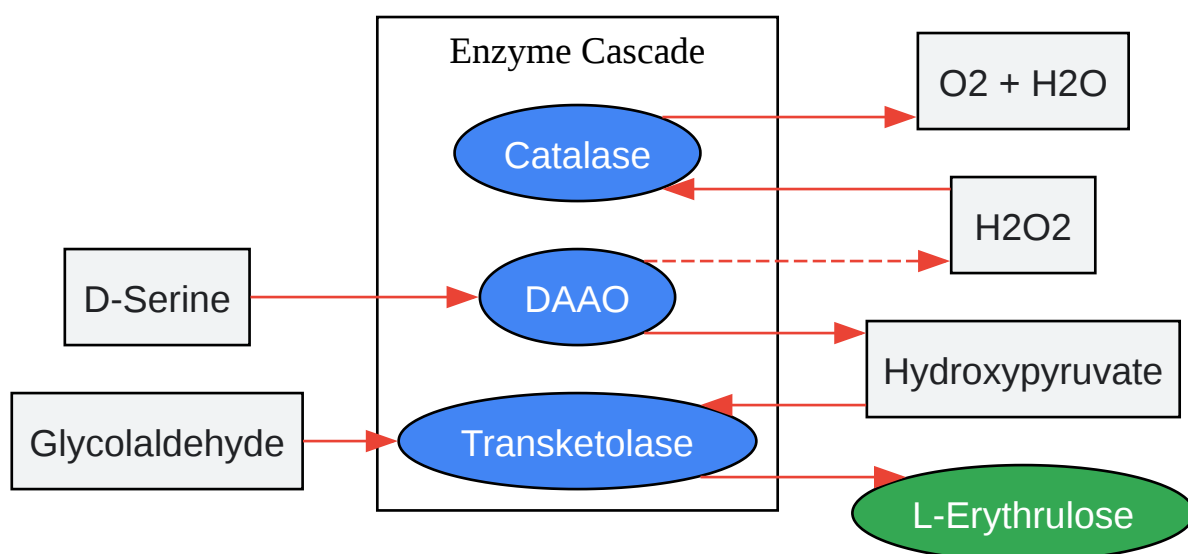 Enzyme Cascade
O2 + H2O
Catalase
H2O2
D-Serine
DAAO
Hydroxypyruvate
Glycolaldehyde
Transketolase
L-Erythrulose